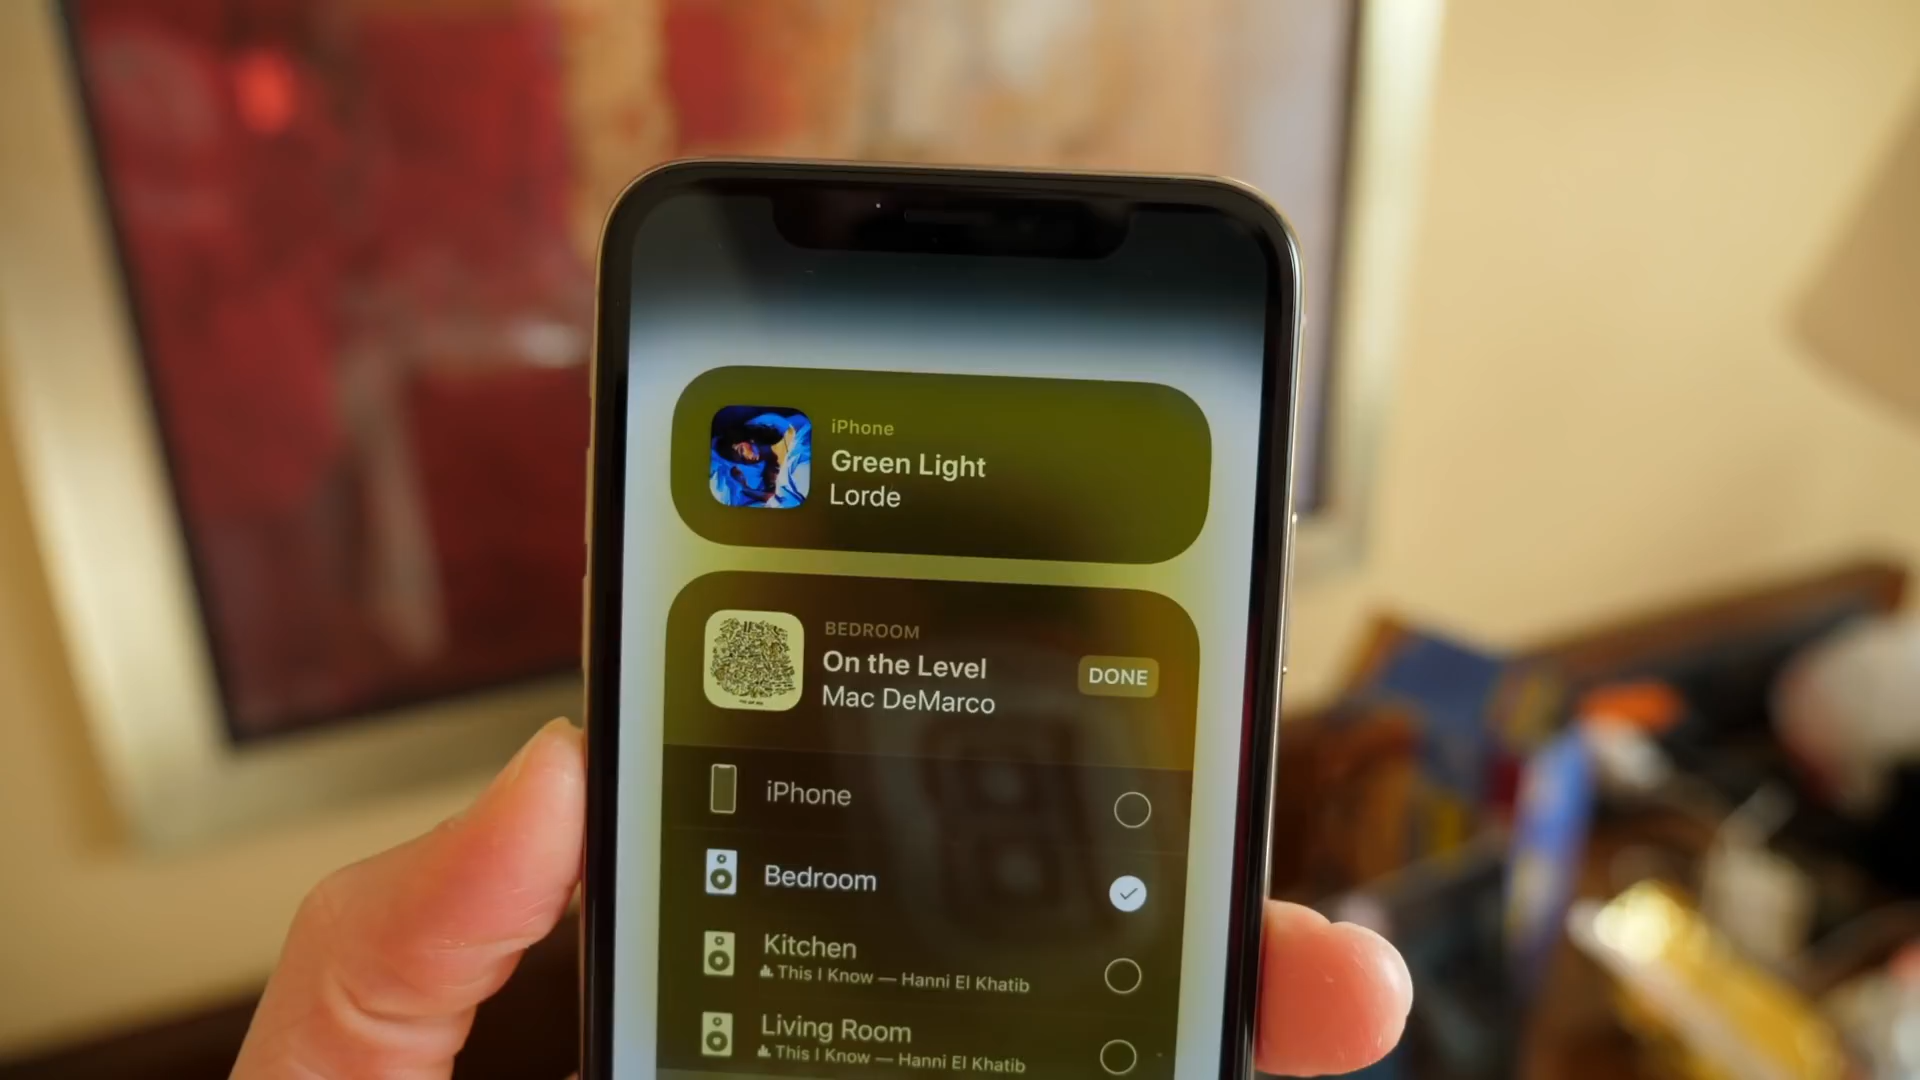 iPhone
Green Light
Lorde
BEDROOM
On the Level
Mac DeMarco
DONE
iPhone
Bedroom
Kitchen
This I Know — Hanni El Khatib
Living Room
This I Know — Hanni El Khatib